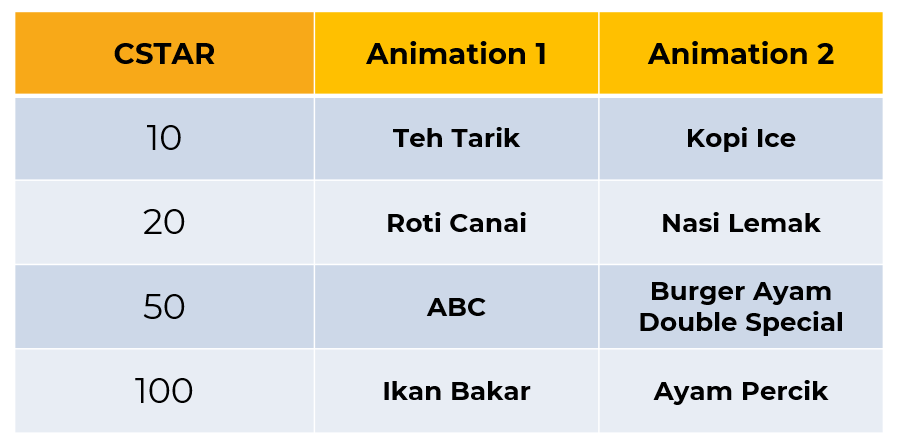 CSTAR Animation 1 Animation 2
10 Teh Tarik Kopi Ice
20 Roti Canai Nasi Lemak
50 ABC Burger Ayam
Double Special
100 Ikan Bakar Ayam Percik